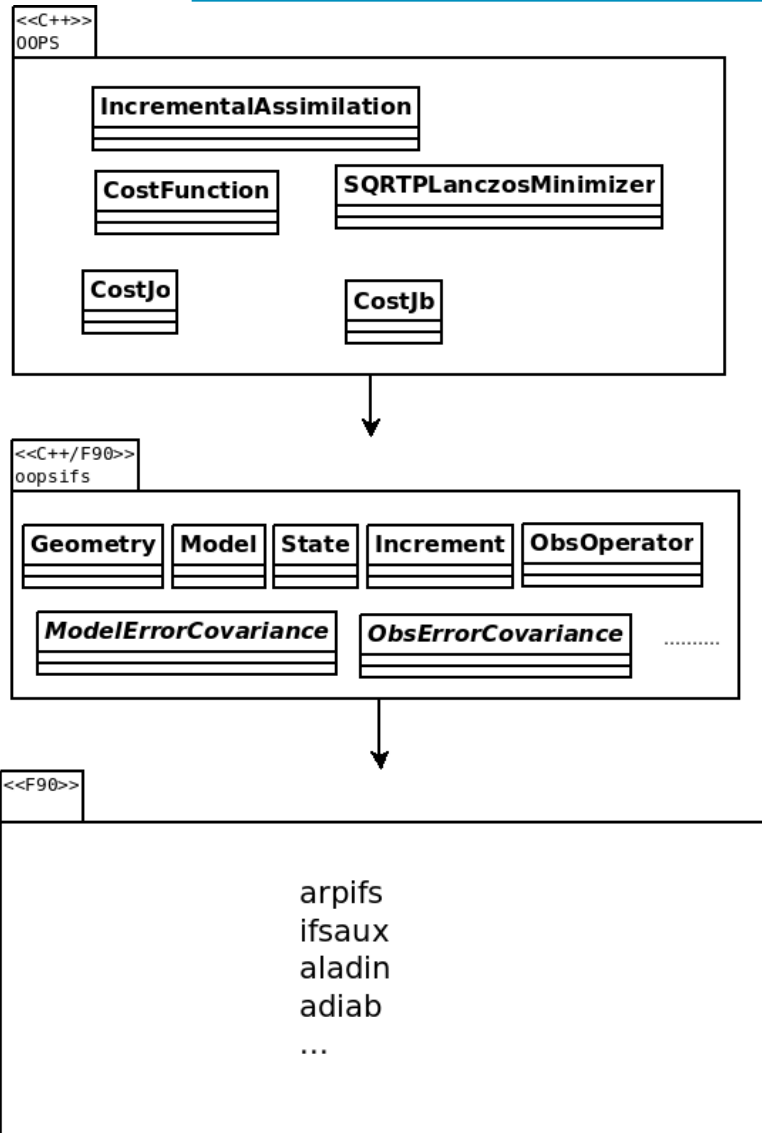 <<C++>>
OOPS
IncrementalAssimilation
CostFunction
SQRTPLanczosMinimizer
CostJo
CostJb
<<C++/F90>>
oopsifs
Geometry
Model
State
Increment
ObsOperator
ModelErrorCovariance
ObsErrorCovariance
..........
<<F90>>
arpifs
ifsaux
aladin
adiab
...